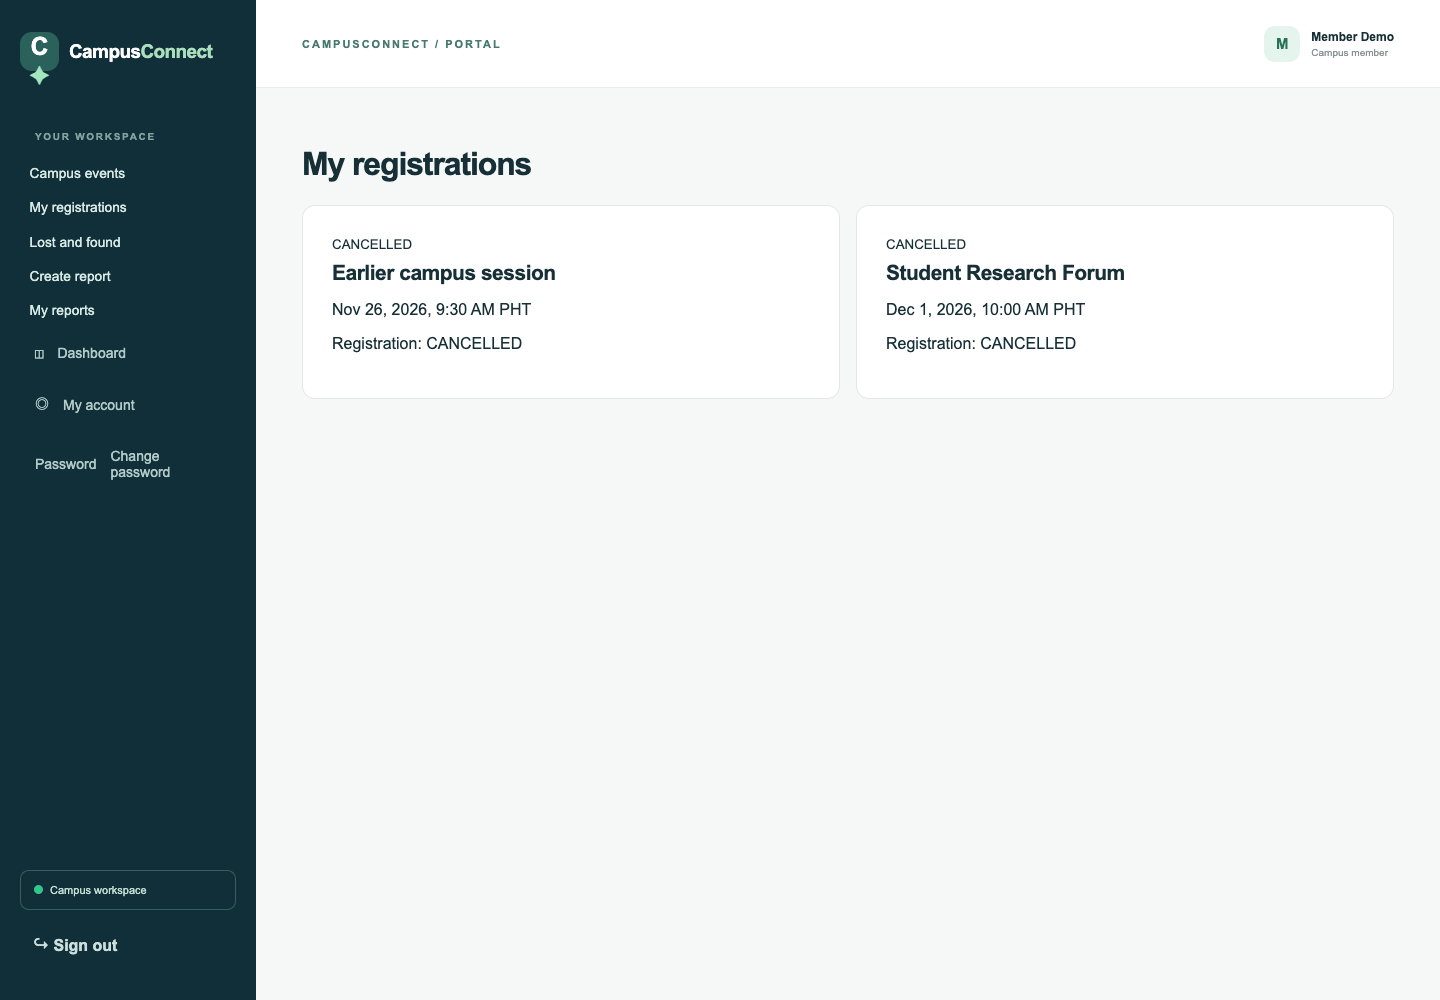 C
CampusConnect
YOUR WORKSPACE
Campus events
My registrations
Lost and found
Create report
My reports
Dashboard
My account
Password
Change
password
Campus workspace
Sign out
CAMPUSCONNECT / PORTAL
M
Member Demo
Campus member
My registrations
CANCELLED
Earlier campus session
Nov 26, 2026, 9:30 AM PHT
Registration: CANCELLED
CANCELLED
Student Research Forum
Dec 1, 2026, 10:00 AM PHT
Registration: CANCELLED